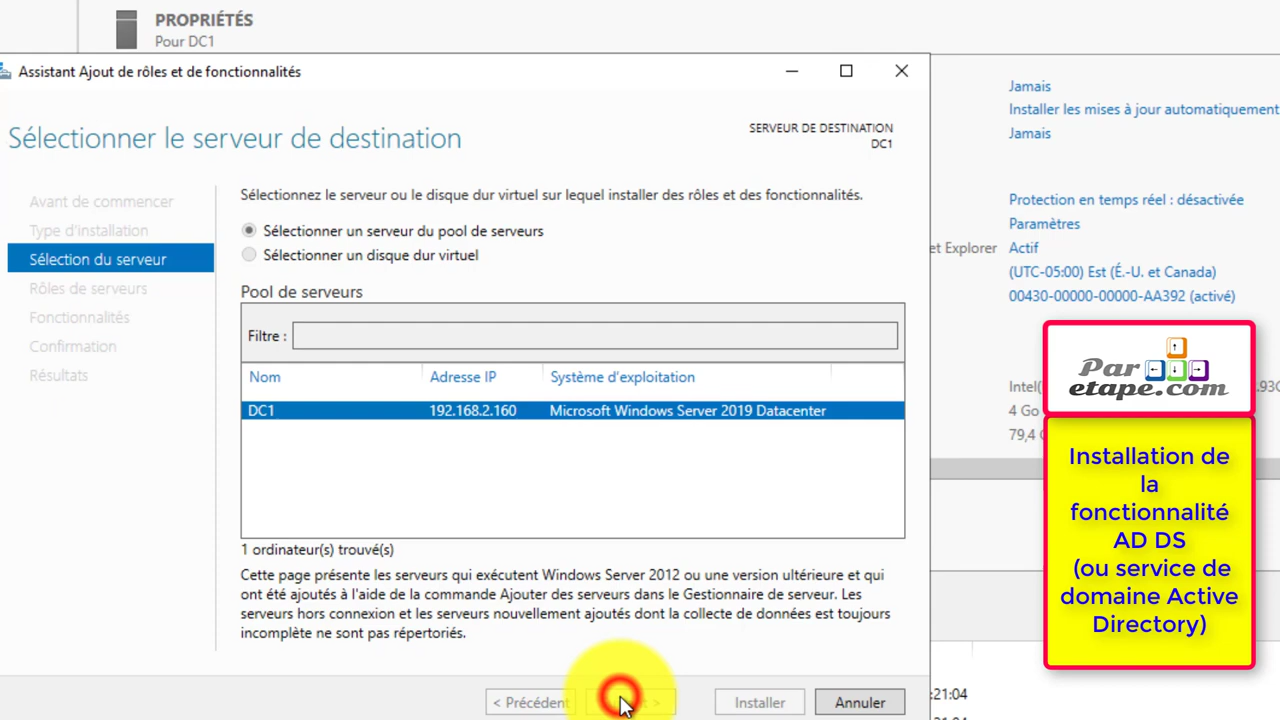 PROPRIÉTÉS
Pour DC1
Assistant Ajout de rôles et de fonctionnalités
Sélectionner le serveur de destination
SERVEUR DE DESTINATION
DC1
Avant de commencer
Type d'installation
Sélection du serveur
Rôles de serveurs
Fonctionnalités
Confirmation
Résultats
Sélectionnez le serveur ou le disque dur virtuel sur lequel installer des rôles et des fonctionnalités.
Sélectionner un serveur du pool de serveurs
Sélectionner un disque dur virtuel
Pool de serveurs
Filtre :
Nom Adresse IP Système d'exploitation
DC1 192.168.2.160 Microsoft Windows Server 2019 Datacenter
1 ordinateur(s) trouvé(s)
Cette page présente les serveurs qui exécutent Windows Server 2012 ou une version ultérieure et qui
ont été ajoutés à l'aide de la commande Ajouter des serveurs dans le Gestionnaire de serveur. Les
serveurs hors connexion et les serveurs nouvellement ajoutés dont la collecte de données est toujours
incomplète ne sont pas répertoriés.
< Précédent > Installer Annuler
Jamais
Installer les mises à jour automatiquement
Jamais
Protection en temps réel : désactivée
Paramètres
et Explorer Actif
(UTC-05:00) Est (É.-U. et Canada)
00430-00000-00000-AA392 (activé)
Intel(
4 Go
79,4
:21:04
Par
etape.com
Installation de
la
fonctionnalité
AD DS
(ou service de
domaine Active
Directory)